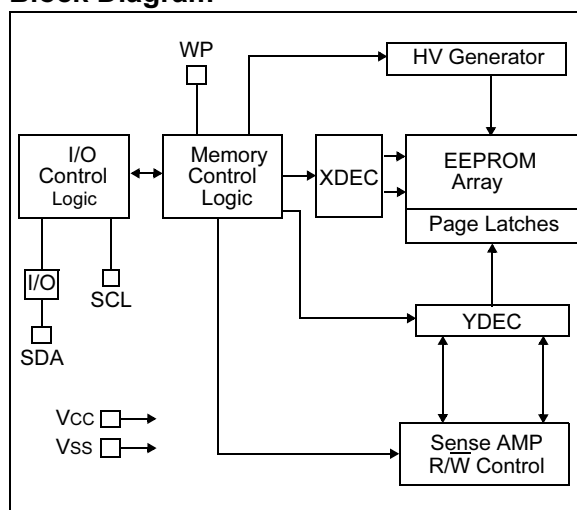 Block Diagram
WP
HV Generator
I/O
Control
Logic
Memory
Control
Logic
XDEC
EEPROM
Array
Page Latches
I/O
SCL
SDA
YDEC
VCC
VSS
Sense AMP
R/W̅ Control